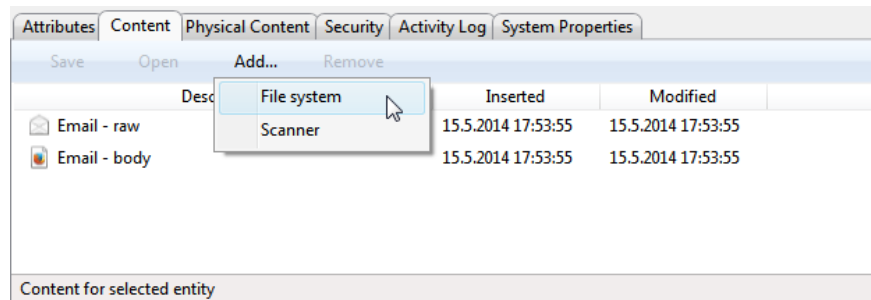 Attributes Content Physical Content Security Activity Log System Properties
Save Open Add... Remove
Desc File system Inserted Modified
Email - raw Scanner 15.5.2014 17:53:55 15.5.2014 17:53:55
Email - body 15.5.2014 17:53:55 15.5.2014 17:53:55
Content for selected entity